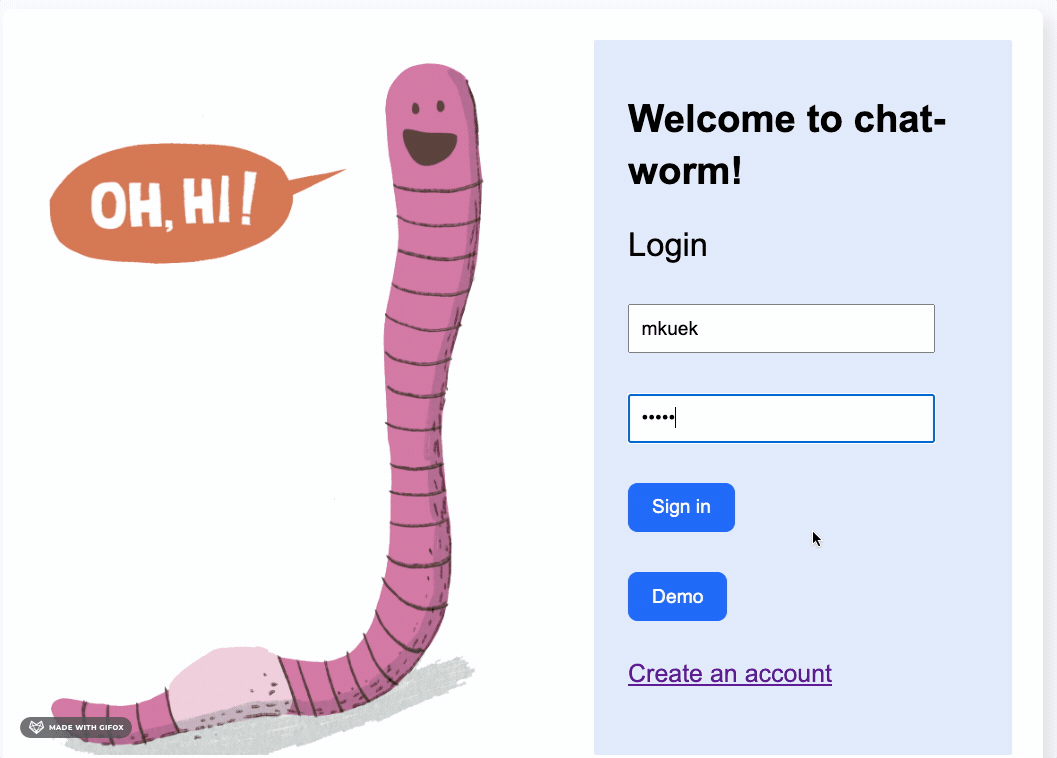 OH, HI!
Welcome to chat-
worm!
Login
mkuek
•••••
Sign in
Demo
Create an account
MADE WITH GIFOX